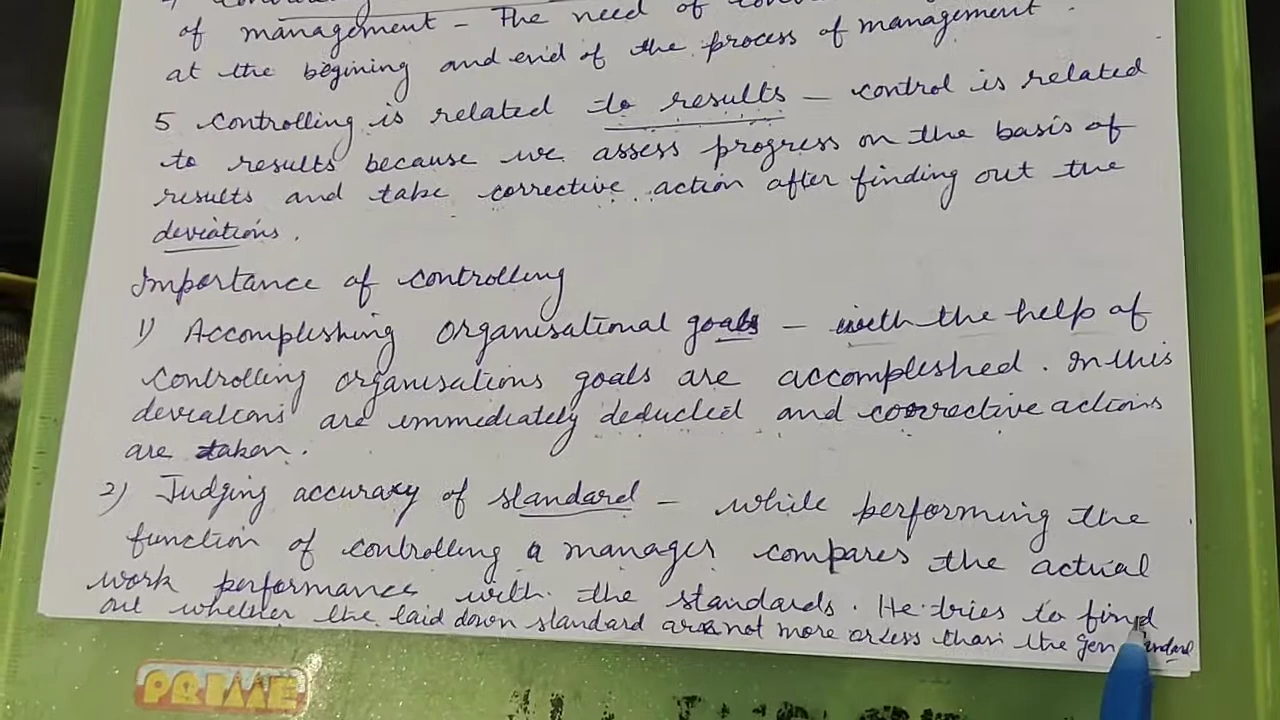 of management - The need of
at the begining and end of the process of management.
5 controlling is related to results - control is related
to results because we assess progress on the basis of
results and take corrective action after finding out the
deviations.
Importance of controlling
1) Accomplishing organisational goals - with the help of
controlling organisations goals are accomplished. In this
deviations are immediately deducted and corrective actions
are taken.
2) Judging accuracy of standard - while performing the
function of controlling a manager compares the actual
work performance with the standards. He tries to find
out whether the laid down standard are not more or less than the
PRIME